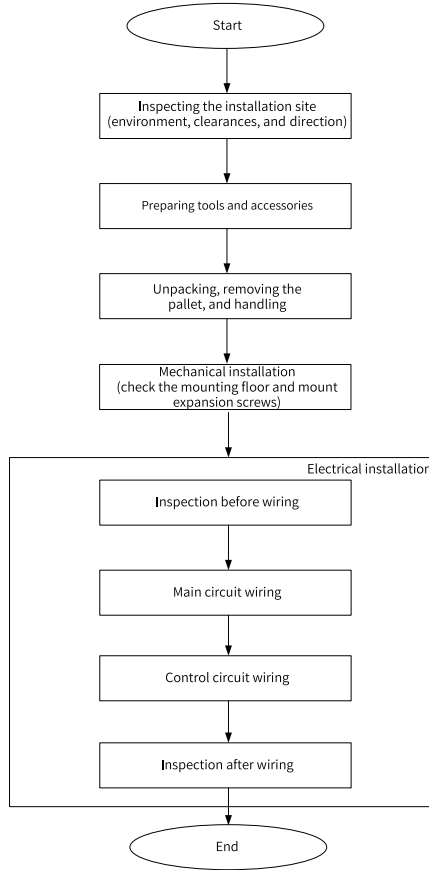 Start
Inspecting the installation site
(environment, clearances, and direction)
Preparing tools and accessories
Unpacking, removing the
pallet, and handling
Mechanical installation
(check the mounting floor and mount
expansion screws)
Electrical installation
Inspection before wiring
Main circuit wiring
Control circuit wiring
Inspection after wiring
End